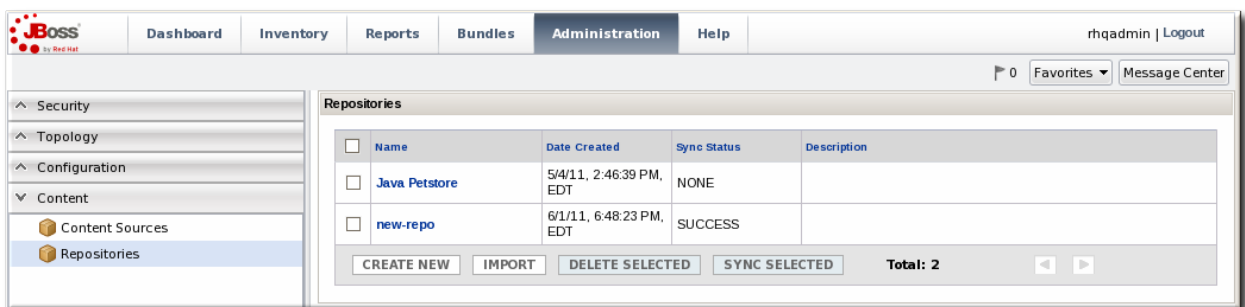 JBoss
by Red Hat
Dashboard Inventory Reports Bundles Administration Help rhqadmin | Logout
0 Favorites Message Center
Security
Topology
Configuration
Content
Content Sources
Repositories
Repositories
Name Date Created Sync Status Description
Java Petstore 5/4/11, 2:46:39 PM, EDT NONE
new-repo 6/1/11, 6:48:23 PM, EDT SUCCESS
CREATE NEW IMPORT DELETE SELECTED SYNC SELECTED Total: 2